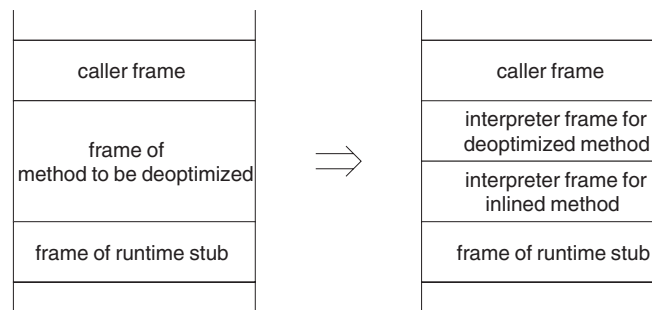 caller frame
frame of
method to be deoptimized
frame of runtime stub
caller frame
interpreter frame for
deoptimized method
interpreter frame for
inlined method
frame of runtime stub